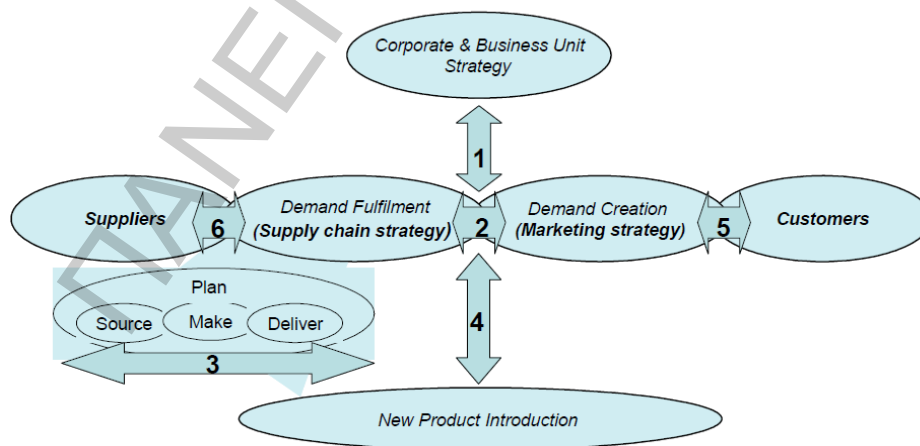 Corporate & Business Unit
Strategy
1
Suppliers
6
Demand Fulfilment
(Supply chain strategy)
2
Demand Creation
(Marketing strategy)
5
Customers
Plan
Source
Make
Deliver
3
4
New Product Introduction
ΠΑΝΕΠ